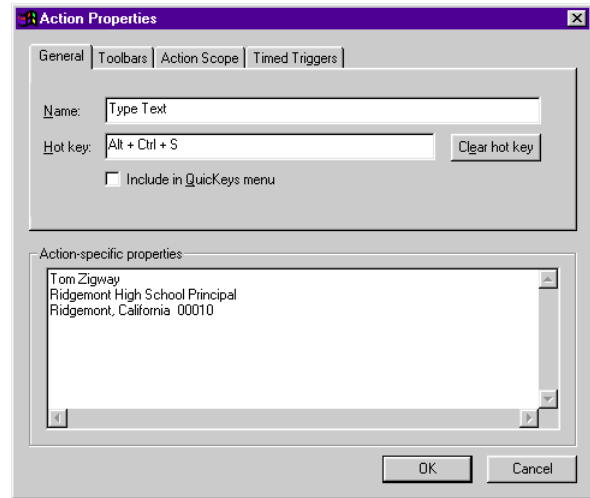 Action Properties
General Toolbars Action Scope Timed Triggers
Name: Type Text
Hot key: Alt + Ctrl + S Clear hot key
Include in QuicKeys menu
Action-specific properties
Tom Zigway
Ridgemont High School Principal
Ridgemont, California 00010
OK Cancel